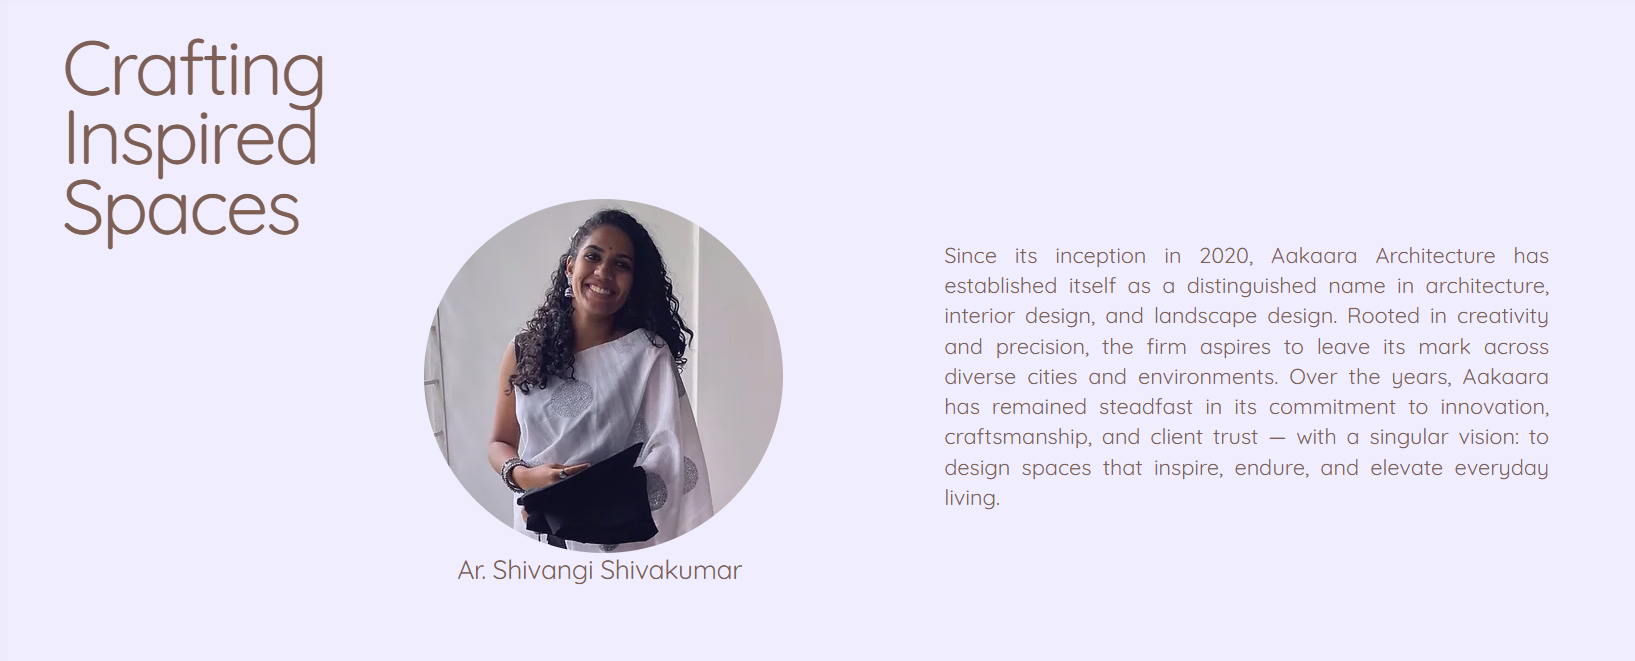 Crafting
Inspired
Spaces
Ar. Shivangi Shivakumar
Since its inception in 2020, Aakaara Architecture has
established itself as a distinguished name in architecture,
interior design, and landscape design. Rooted in creativity
and precision, the firm aspires to leave its mark across
diverse cities and environments. Over the years, Aakaara
has remained steadfast in its commitment to innovation,
craftsmanship, and client trust — with a singular vision: to
design spaces that inspire, endure, and elevate everyday
living.